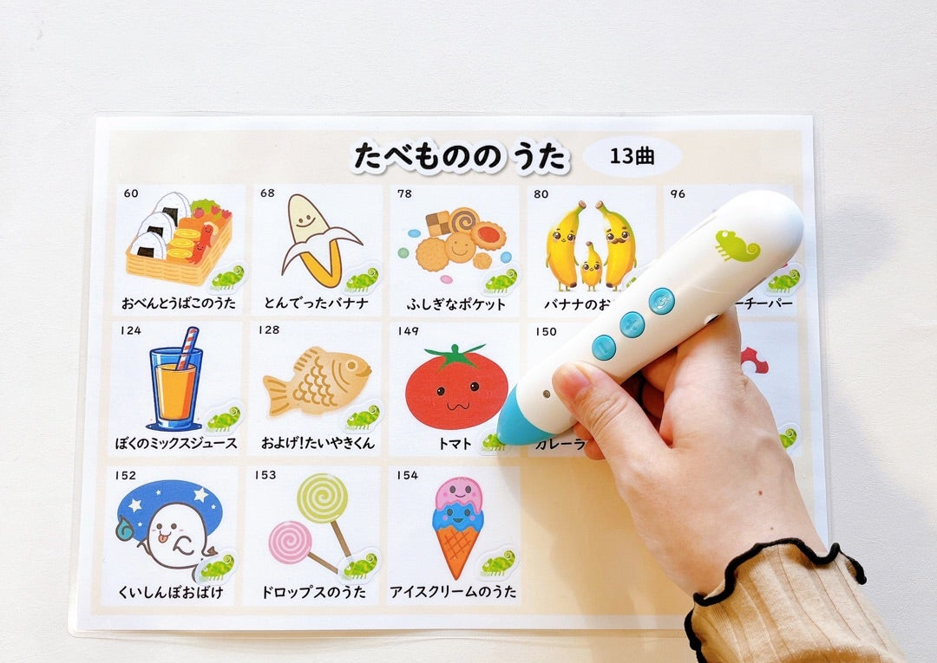 たべものの うた
13曲
60
おべんとうばこのうた
68
とんでったバナナ
78
ふしぎなポケット
80
バナナのお
96
ーチーパー
124
ぼくのミックスジュース
128
およげ!たいやきくん
149
トマト
150
カレーラ
152
くいしんぼおばけ
153
ドロップスのうた
154
アイスクリームのうた